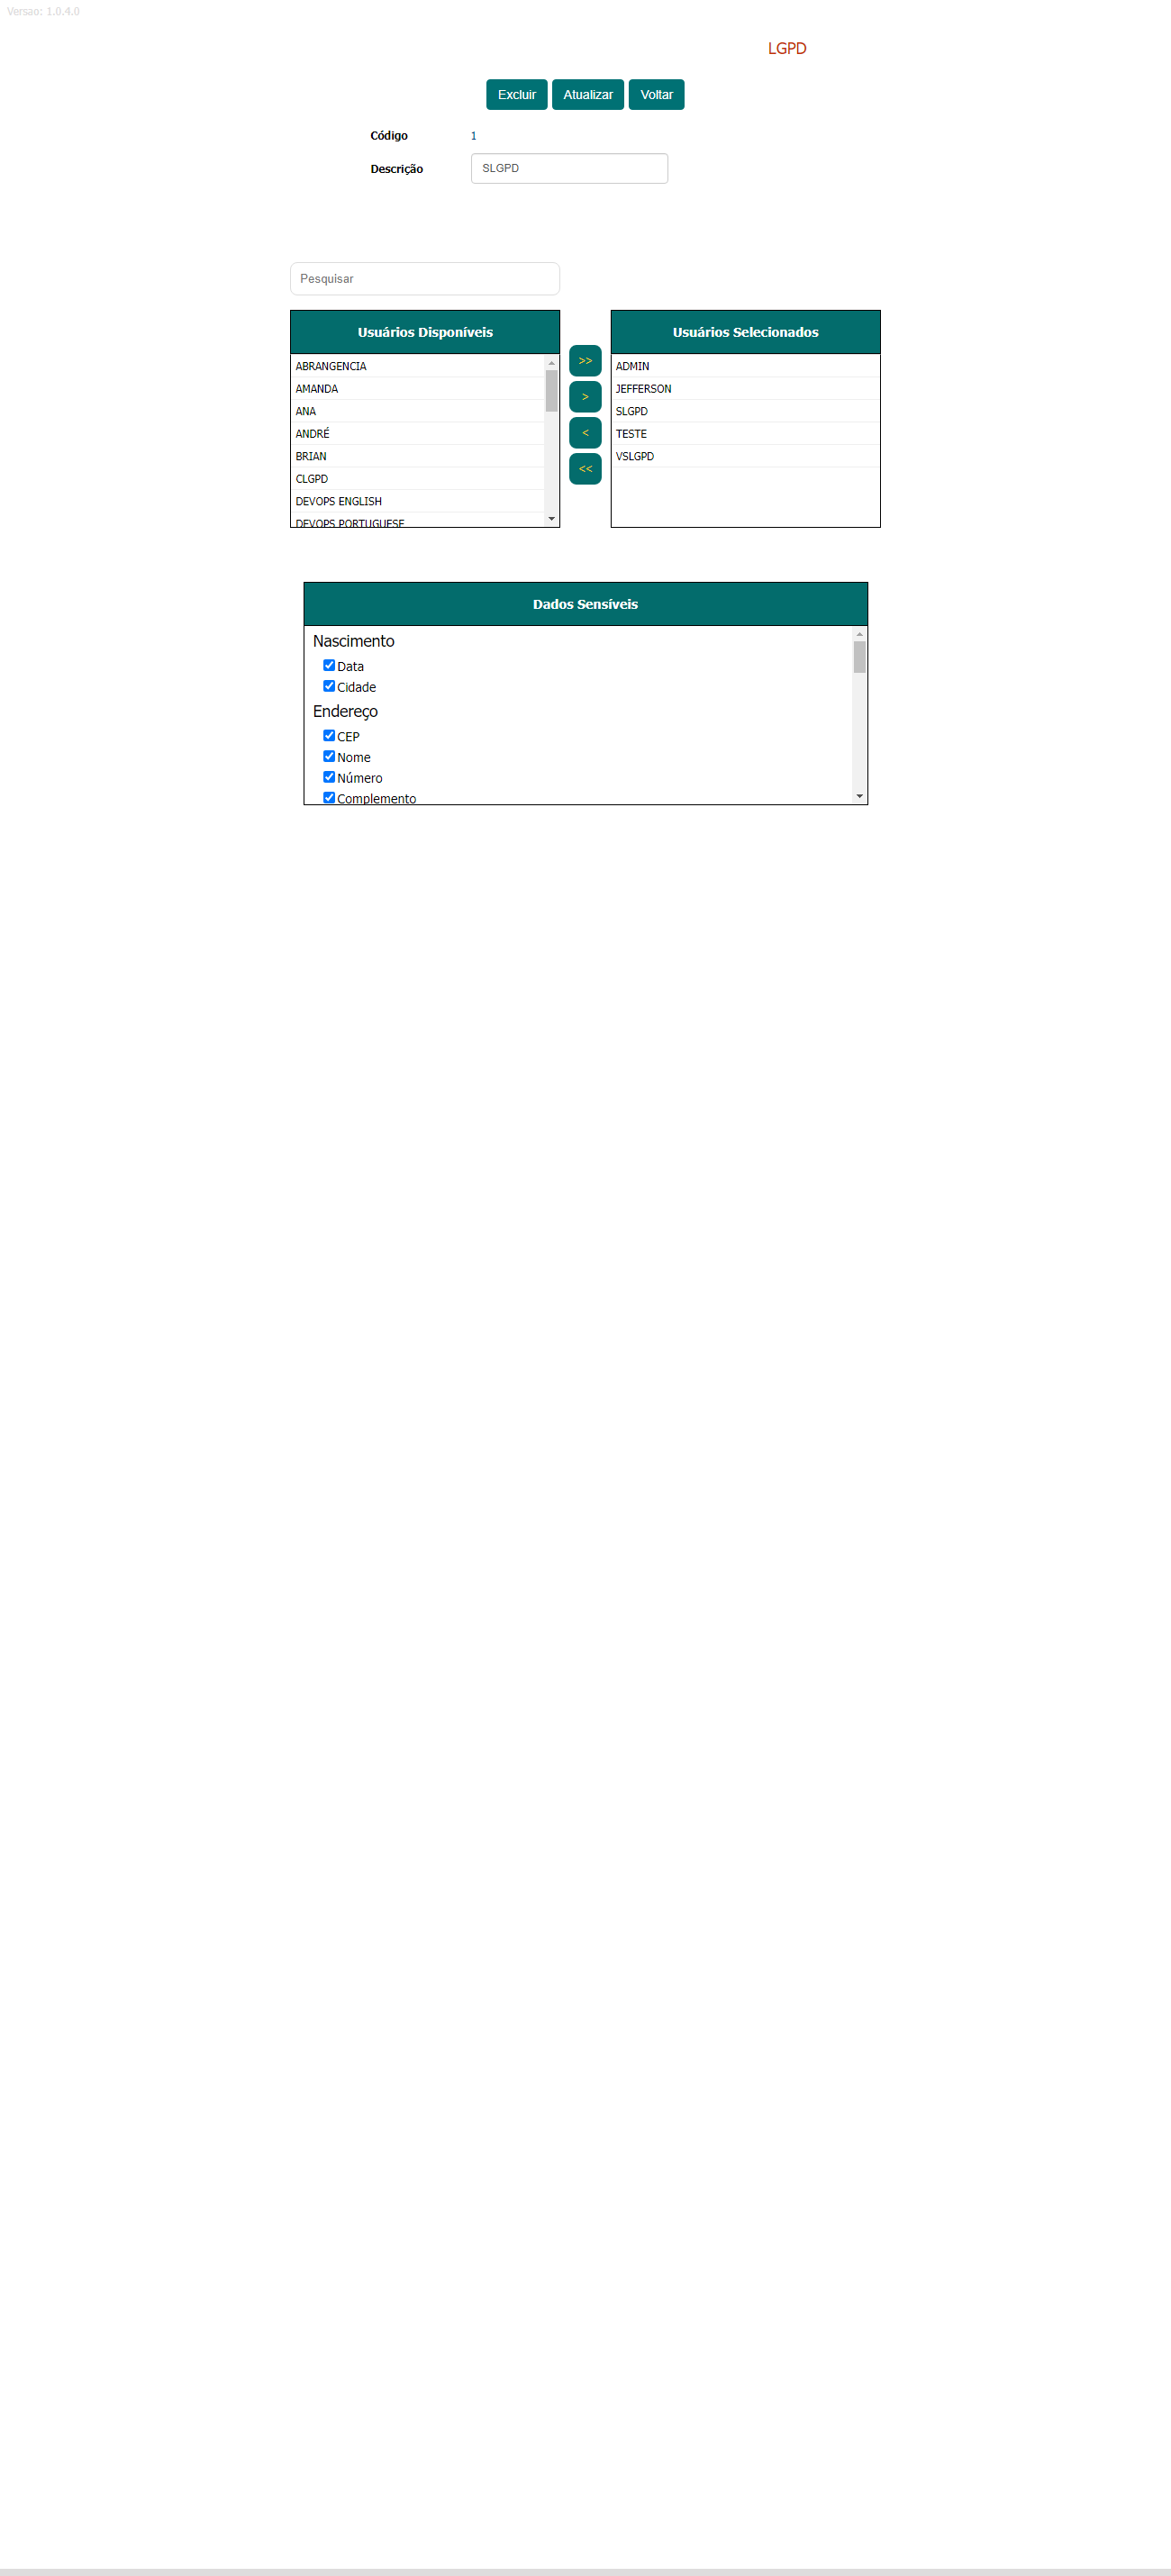 Versao: 1.0.4.0
LGPD
Excluir Atualizar Voltar
Código 1
Descrição SLGPD
Pesquisar
Usuários Disponíveis
ABRANGENCIA
AMANDA
ANA
ANDRÉ
BRIAN
CLGPD
DEVOPS ENGLISH
DEVOPS PORTUGUESE
>>
>
<
<<
Usuários Selecionados
ADMIN
JEFFERSON
SLGPD
TESTE
VSLGPD
Dados Sensíveis
Nascimento
Data
Cidade
Endereço
CEP
Nome
Número
Complemento